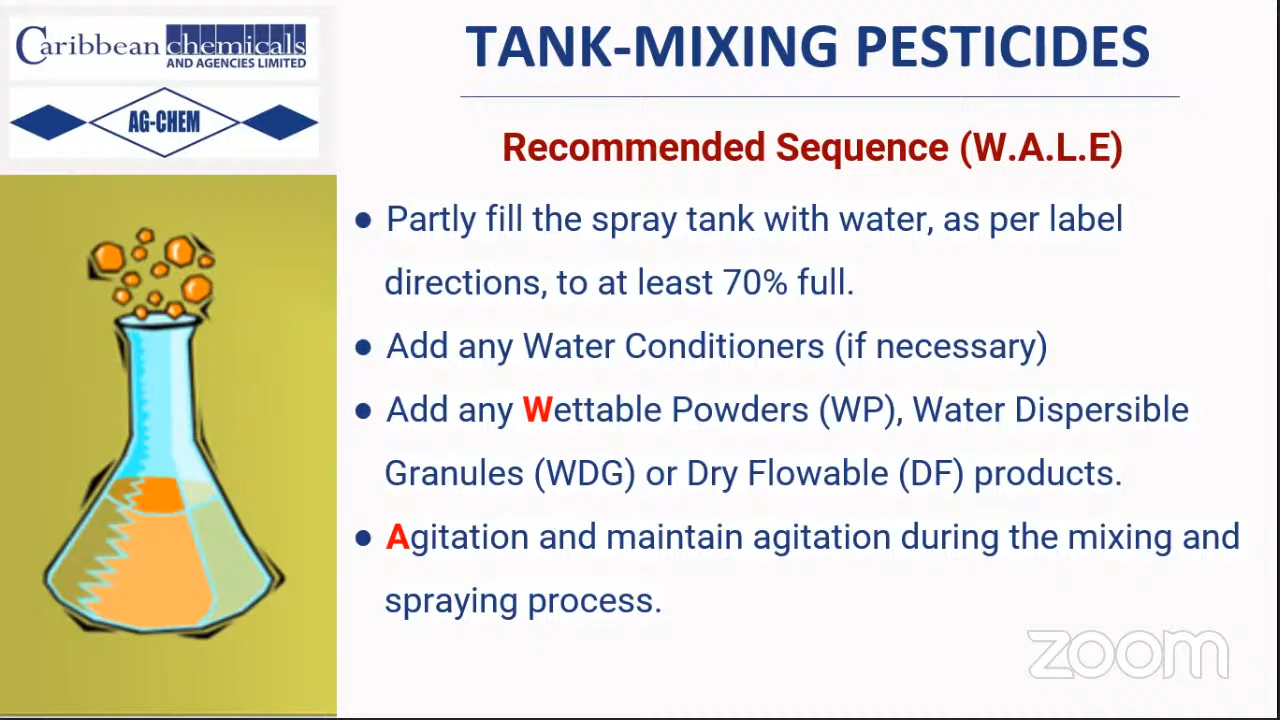 Caribbean chemicals
AND AGENCIES LIMITED
AG-CHEM
TANK-MIXING PESTICIDES
Recommended Sequence (W.A.L.E)
● Partly fill the spray tank with water, as per label
directions, to at least 70% full.
● Add any Water Conditioners (if necessary)
● Add any Wettable Powders (WP), Water Dispersible
Granules (WDG) or Dry Flowable (DF) products.
● Agitation and maintain agitation during the mixing and
spraying process.
zoom